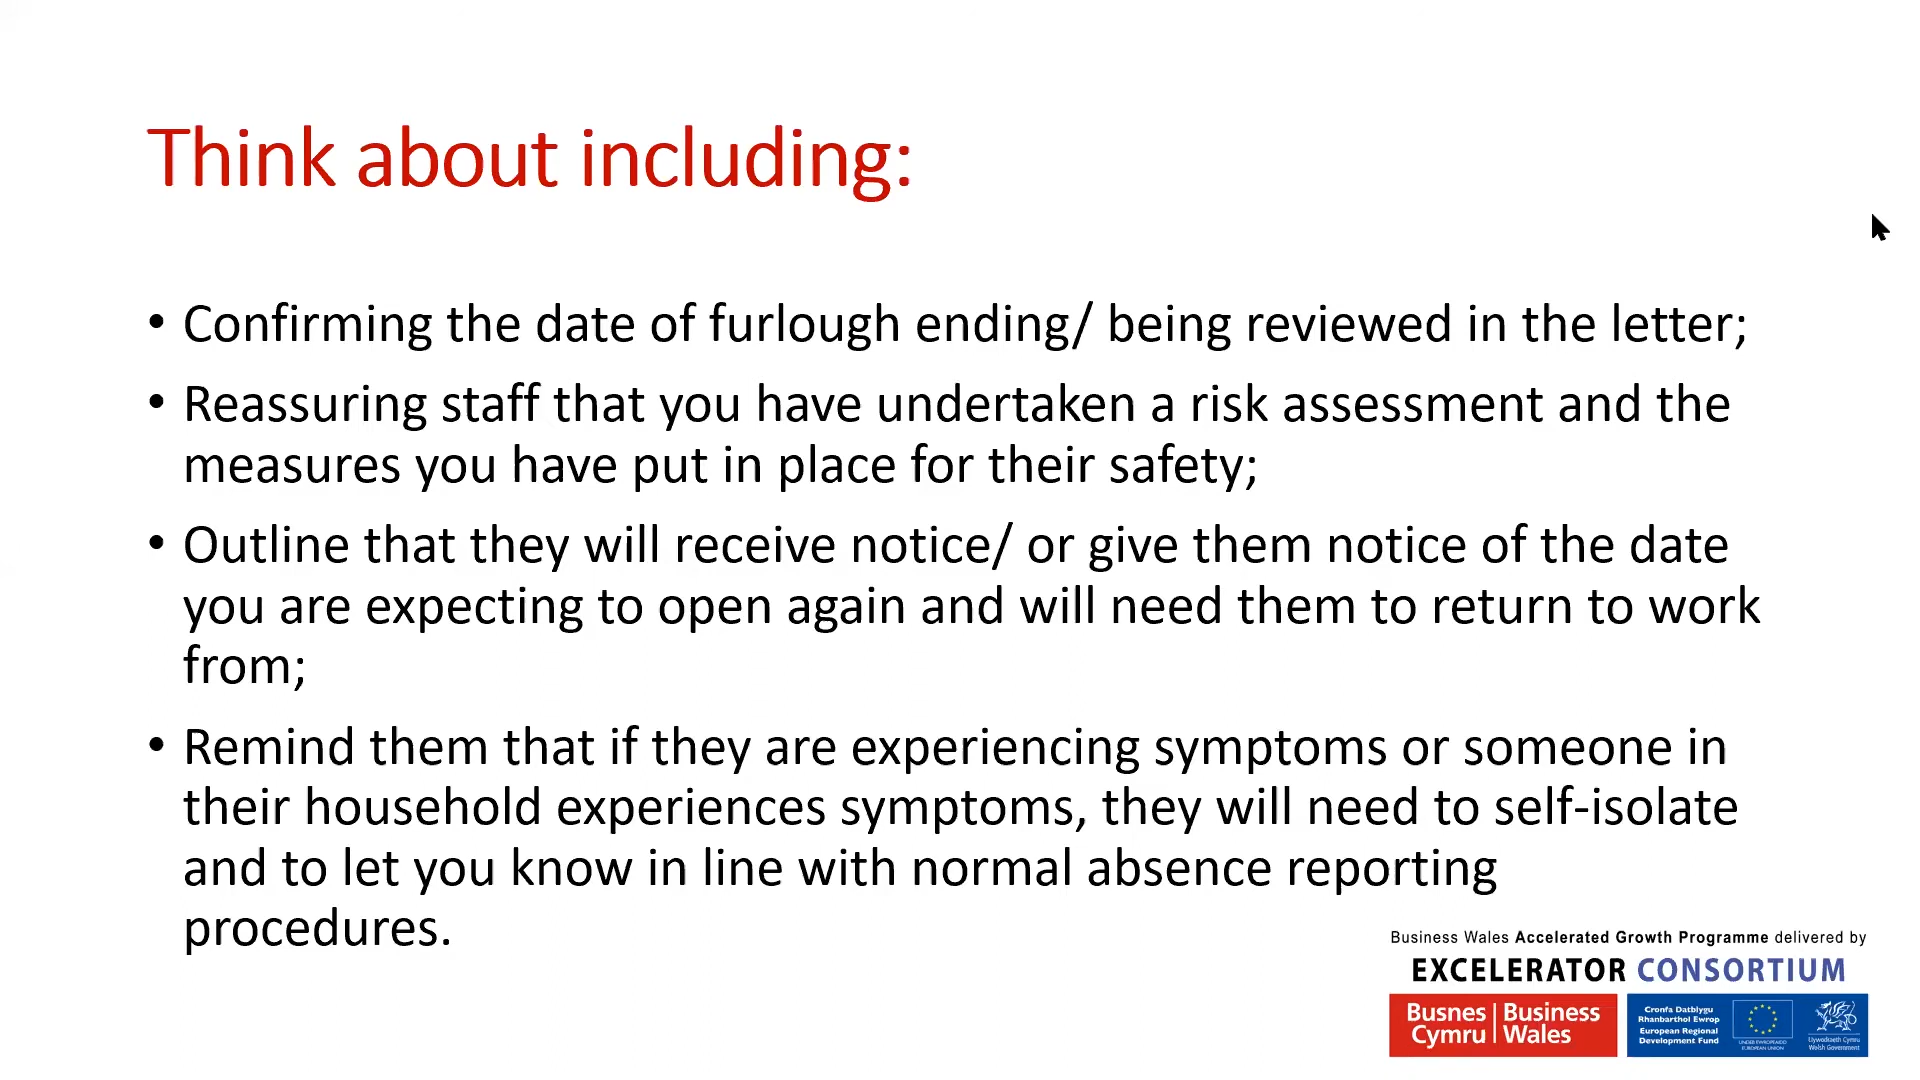 Think about including:
• Confirming the date of furlough ending/ being reviewed in the letter;
• Reassuring staff that you have undertaken a risk assessment and the
measures you have put in place for their safety;
• Outline that they will receive notice/ or give them notice of the date
you are expecting to open again and will need them to return to work
from;
• Remind them that if they are experiencing symptoms or someone in
their household experiences symptoms, they will need to self-isolate
and to let you know in line with normal absence reporting
procedures.
Business Wales Accelerated Growth Programme delivered by
EXCELERATOR CONSORTIUM
Busnes
Cymru
Business
Wales
Cronfa Datblygu
Rhanbarthol Ewrop
European Regional
Development Fund
UNDEB EWROPEAIDD
EUROPEAN UNION
Llywodraeth Cymru
Welsh Government